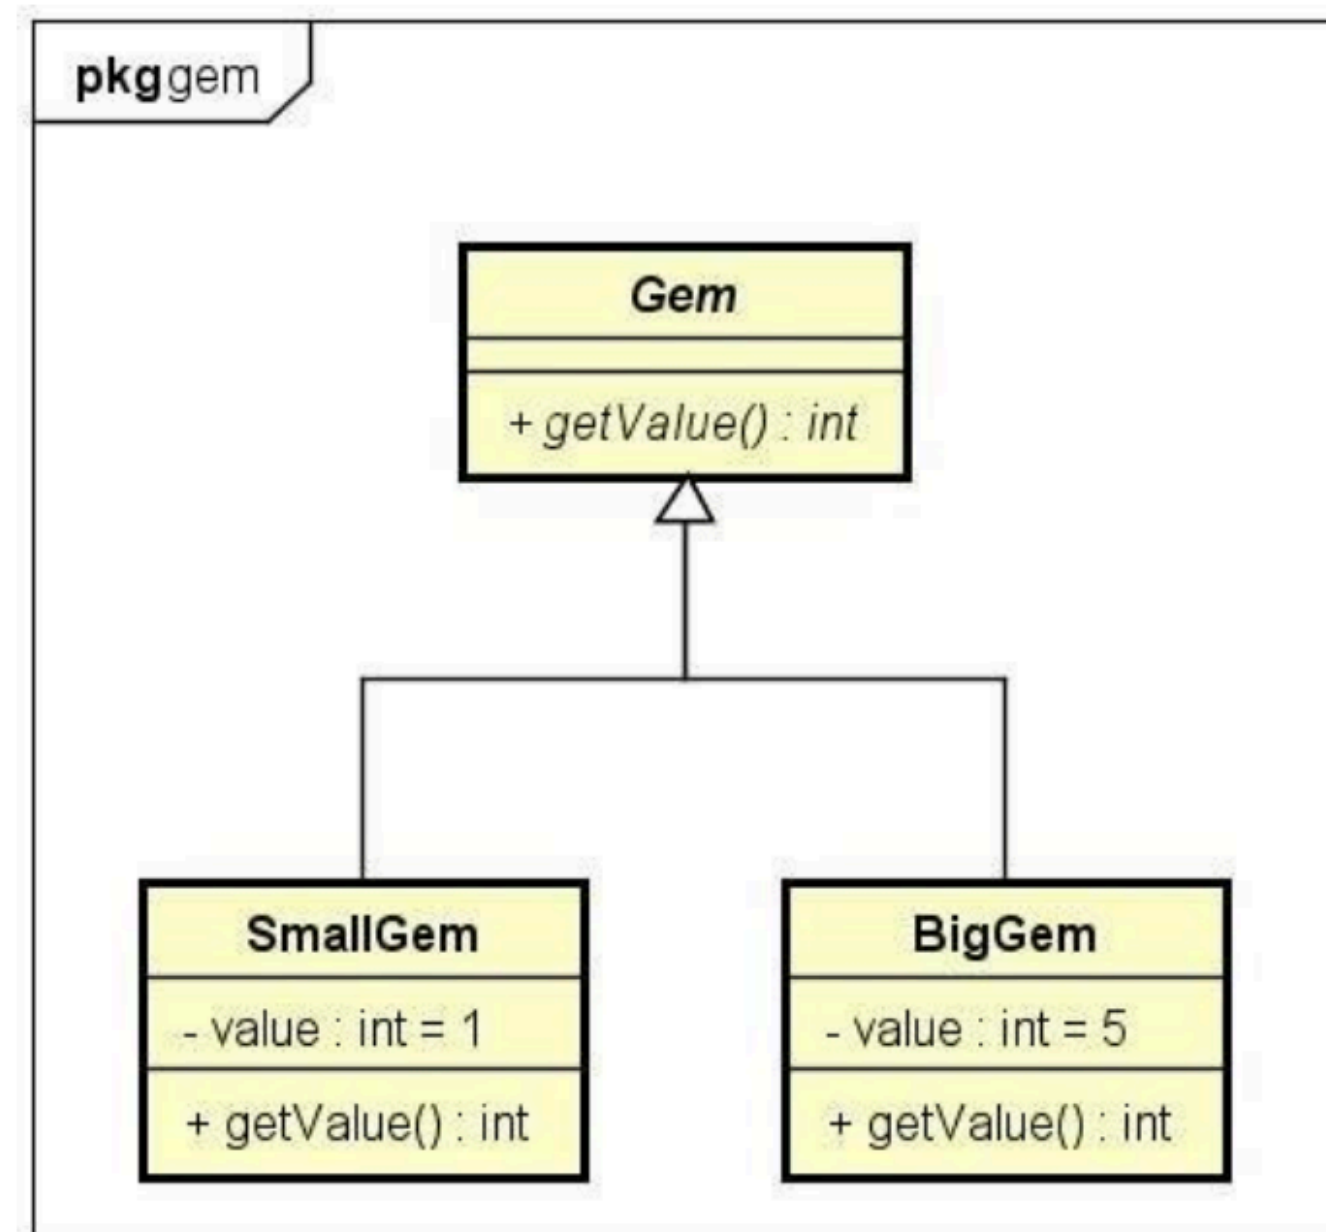 pkg gem
Gem
+ getValue() : int
SmallGem
- value : int = 1
+ getValue() : int
BigGem
- value : int = 5
+ getValue() : int